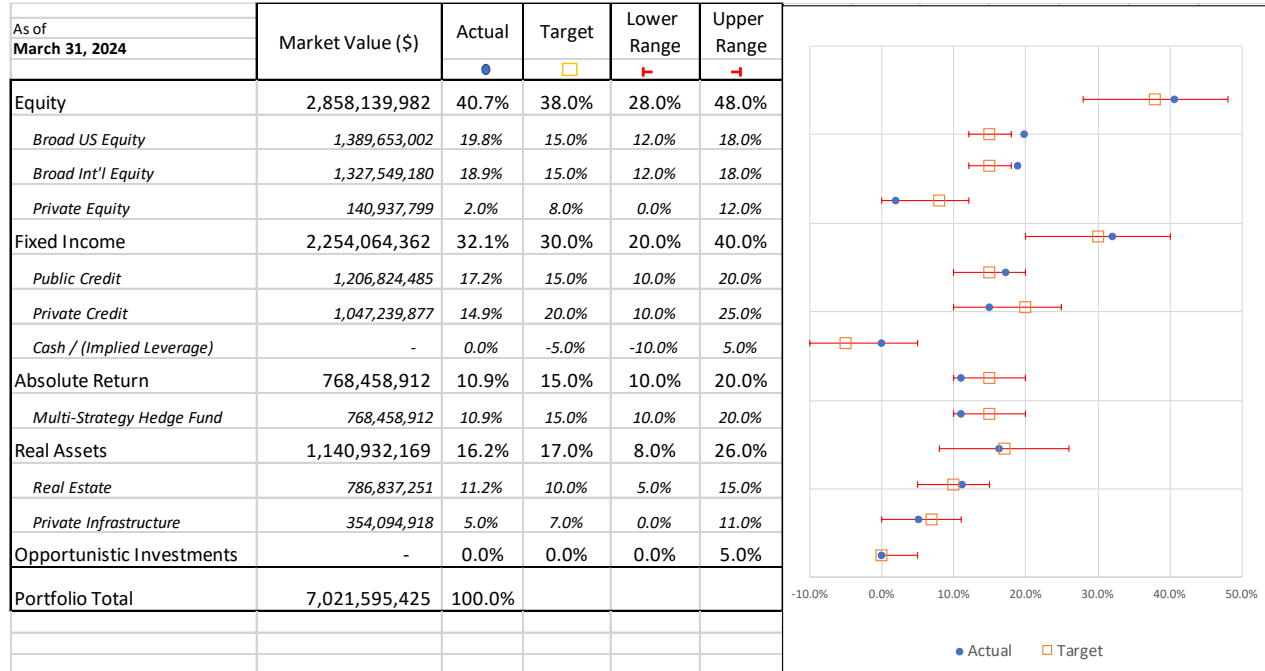 As of
March 31, 2024
Market Value ($) Actual Target Lower Range Upper Range
Equity 2,858,139,982 40.7% 38.0% 28.0% 48.0%
Broad US Equity 1,389,653,002 19.8% 15.0% 12.0% 18.0%
Broad Int'l Equity 1,327,549,180 18.9% 15.0% 12.0% 18.0%
Private Equity 140,937,799 2.0% 8.0% 0.0% 12.0%
Fixed Income 2,254,064,362 32.1% 30.0% 20.0% 40.0%
Public Credit 1,206,824,485 17.2% 15.0% 10.0% 20.0%
Private Credit 1,047,239,877 14.9% 20.0% 10.0% 25.0%
Cash / (Implied Leverage) - 0.0% -5.0% -10.0% 5.0%
Absolute Return 768,458,912 10.9% 15.0% 10.0% 20.0%
Multi-Strategy Hedge Fund 768,458,912 10.9% 15.0% 10.0% 20.0%
Real Assets 1,140,932,169 16.2% 17.0% 8.0% 26.0%
Real Estate 786,837,251 11.2% 10.0% 5.0% 15.0%
Private Infrastructure 354,094,918 5.0% 7.0% 0.0% 11.0%
Opportunistic Investments - 0.0% 0.0% 0.0% 5.0%
Portfolio Total 7,021,595,425 100.0%
-10.0% 0.0% 10.0% 20.0% 30.0% 40.0% 50.0%
Actual Target